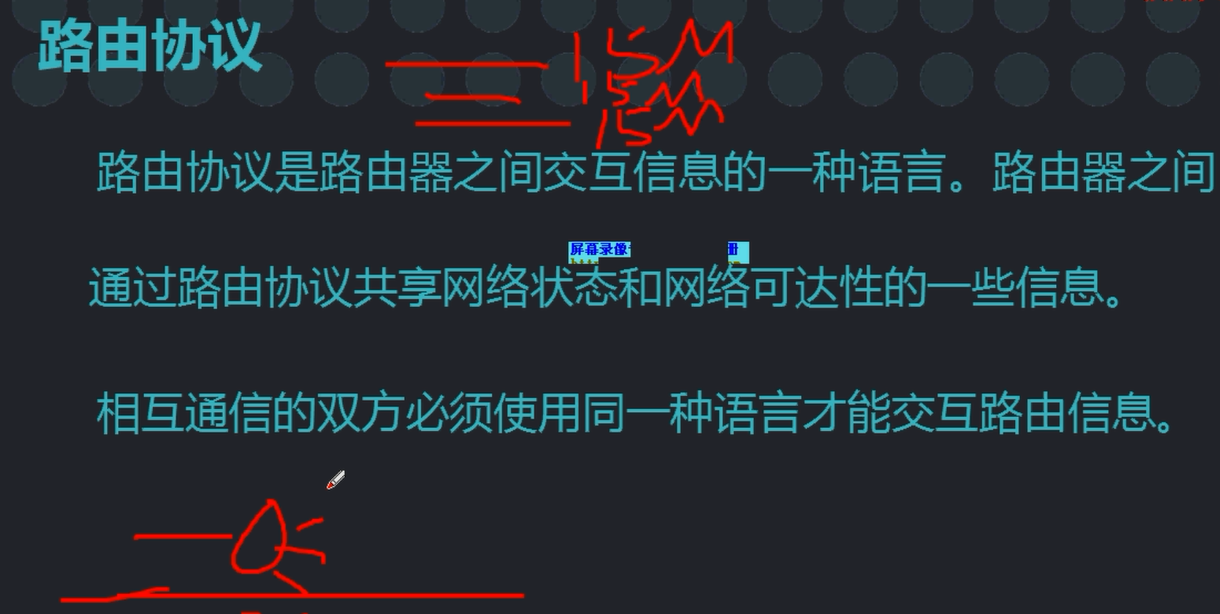 路由协议
15M
15M
15M
路由协议是路由器之间交互信息的一种语言。路由器之间
屏幕录像 册
通过路由协议共享网络状态和网络可达性的一些信息。
相互通信的双方必须使用同一种语言才能交互路由信息。